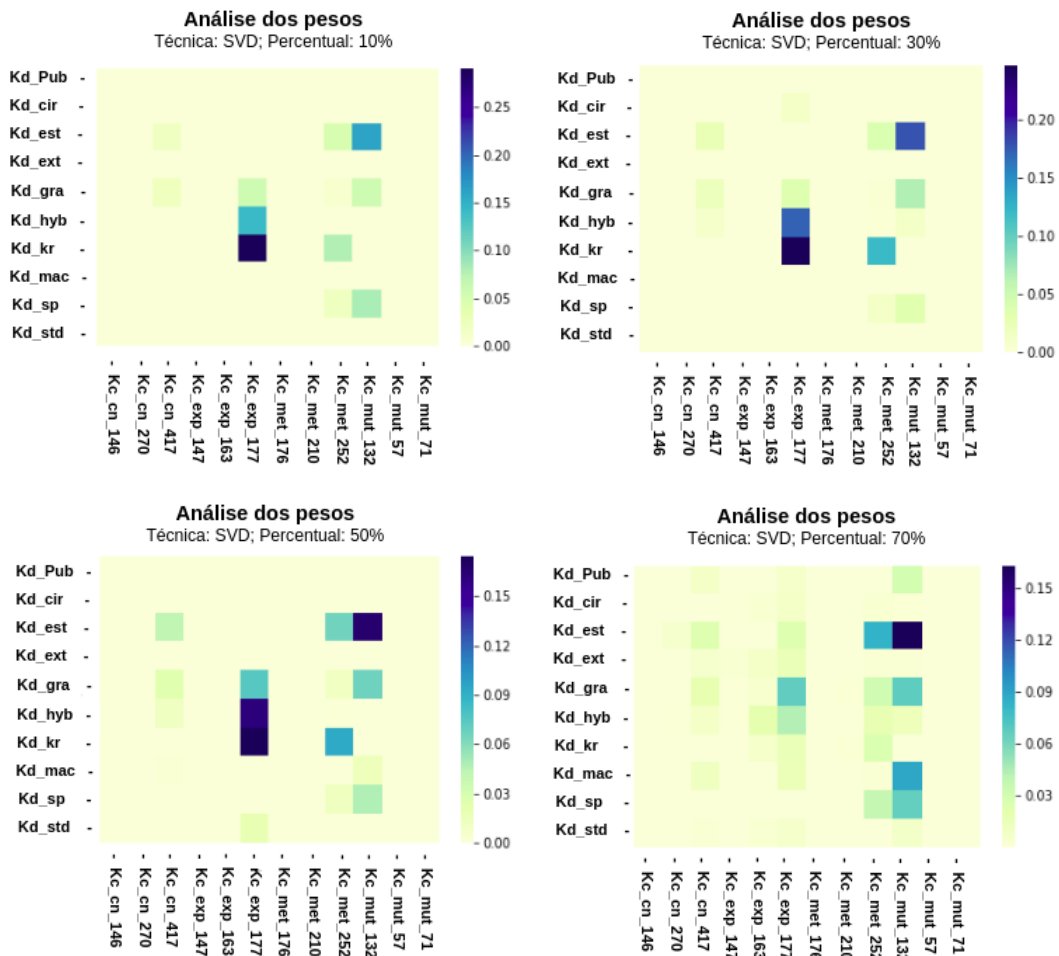 Análise dos pesos
Técnica: SVD; Percentual: 10%
Kd_Pub -
Kd_cir -
Kd_est -
Kd_ext -
Kd_gra -
Kd_hyb -
Kd_kr -
Kd_mac -
Kd_sp -
Kd_std -
- Kc_cn_146
- Kc_cn_270
- Kc_cn_417
- Kc_exp_147
- Kc_exp_163
- Kc_exp_177
- Kc_met_176
- Kc_met_210
- Kc_met_252
- Kc_mut_132
- Kc_mut_57
- Kc_mut_71
- 0.25
- 0.20
- 0.15
- 0.10
- 0.05
- 0.00
Análise dos pesos
Técnica: SVD; Percentual: 30%
Kd_Pub -
Kd_cir -
Kd_est -
Kd_ext -
Kd_gra -
Kd_hyb -
Kd_kr -
Kd_mac -
Kd_sp -
Kd_std -
- Kc_cn_146
- Kc_cn_270
- Kc_cn_417
- Kc_exp_147
- Kc_exp_163
- Kc_exp_177
- Kc_met_176
- Kc_met_210
- Kc_met_252
- Kc_mut_132
- Kc_mut_57
- Kc_mut_71
- 0.20
- 0.15
- 0.10
- 0.05
- 0.00
Análise dos pesos
Técnica: SVD; Percentual: 50%
Kd_Pub -
Kd_cir -
Kd_est -
Kd_ext -
Kd_gra -
Kd_hyb -
Kd_kr -
Kd_mac -
Kd_sp -
Kd_std -
- Kc_cn_146
- Kc_cn_270
- Kc_cn_417
- Kc_exp_147
- Kc_exp_163
- Kc_exp_177
- Kc_met_176
- Kc_met_210
- Kc_met_252
- Kc_mut_132
- Kc_mut_57
- Kc_mut_71
- 0.15
- 0.12
- 0.09
- 0.06
- 0.03
- 0.00
Análise dos pesos
Técnica: SVD; Percentual: 70%
Kd_Pub -
Kd_cir -
Kd_est -
Kd_ext -
Kd_gra -
Kd_hyb -
Kd_kr -
Kd_mac -
Kd_sp -
Kd_std -
- Kc_cn_146
- Kc_cn_270
- Kc_cn_417
- Kc_exp_147
- Kc_exp_163
- Kc_exp_177
- Kc_met_176
- Kc_met_210
- Kc_met_252
- Kc_mut_132
- Kc_mut_57
- Kc_mut_71
- 0.15
- 0.12
- 0.09
- 0.06
- 0.03